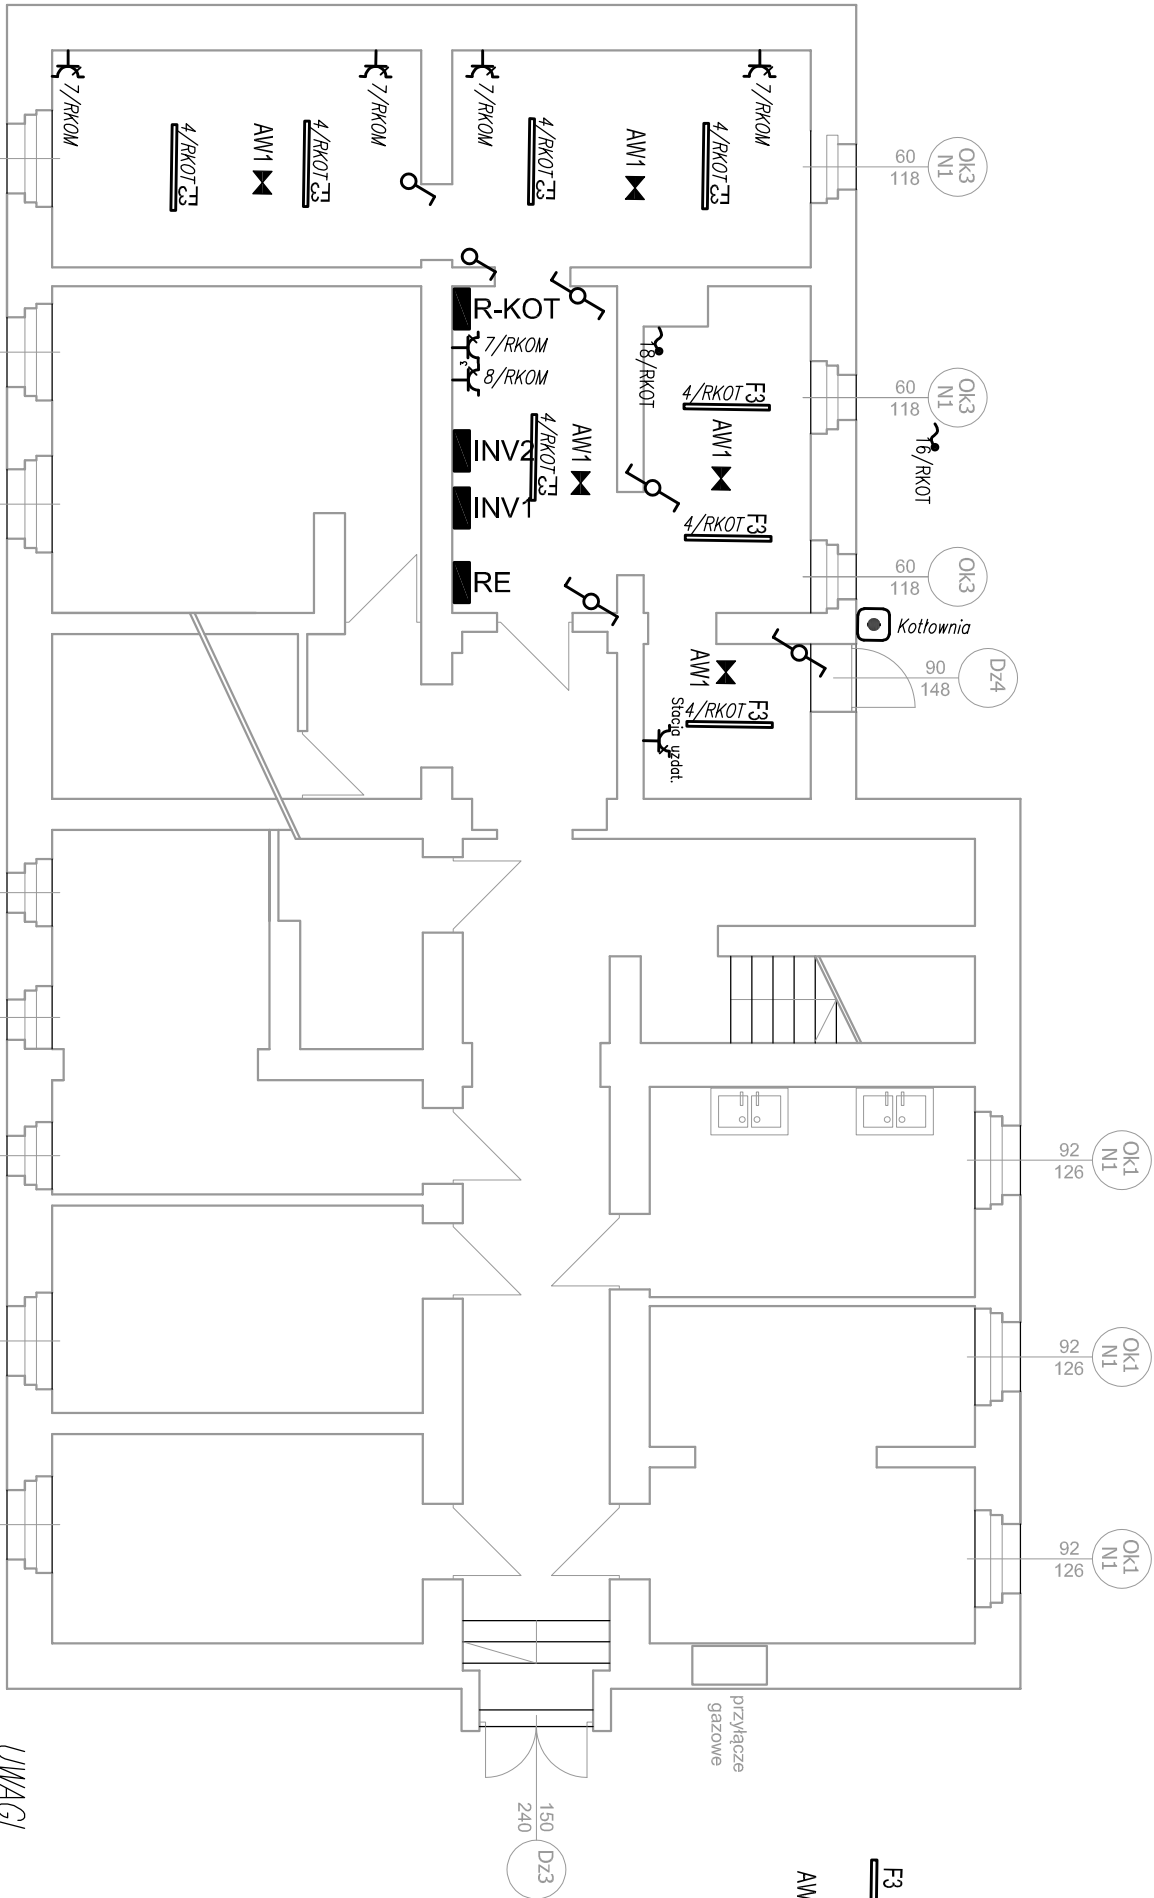 7/RKOM
7/RKOM
7/RKOM
7/RKOM
4/RKOT F3
AW1
4/RKOT F3
4/RKOT F3
AW1
4/RKOT F3
60
118
Ok3
N1
R-KOT
7/RKOM
8/RKOM
18/RKOT
4/RKOT F3
60
118
Ok3
N1
16/RKOT
INV2
4/RKOT F3
AW1
AW1
INV1
4/RKOT F3
RE
60
118
Ok3
Kotłownia
AW1
90
148
Dz4
4/RKOT F3
Stacja uzdat.
92
126
Ok1
N1
92
126
Ok1
N1
92
126
Ok1
N1
przyłącze
gazowe
UWAGI
150
240
Dz3
F3
AW